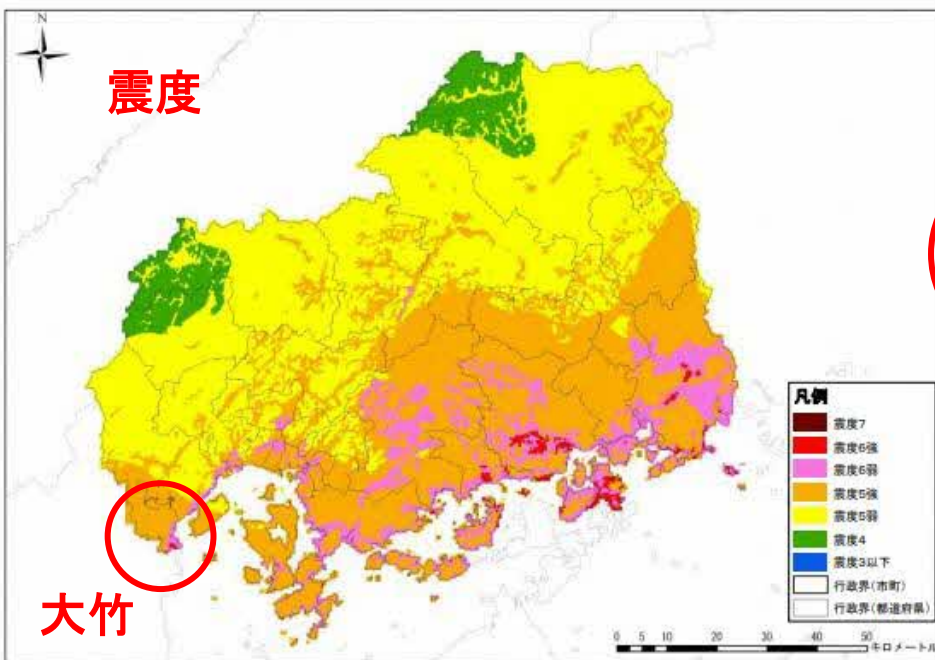 N
震度
大竹
凡例
震度7
震度6強
震度6弱
震度5強
震度5弱
震度4
震度3以下
行政界(市町)
行政界(都道府県)
0 5 10 20 30 40 50
キロメートル